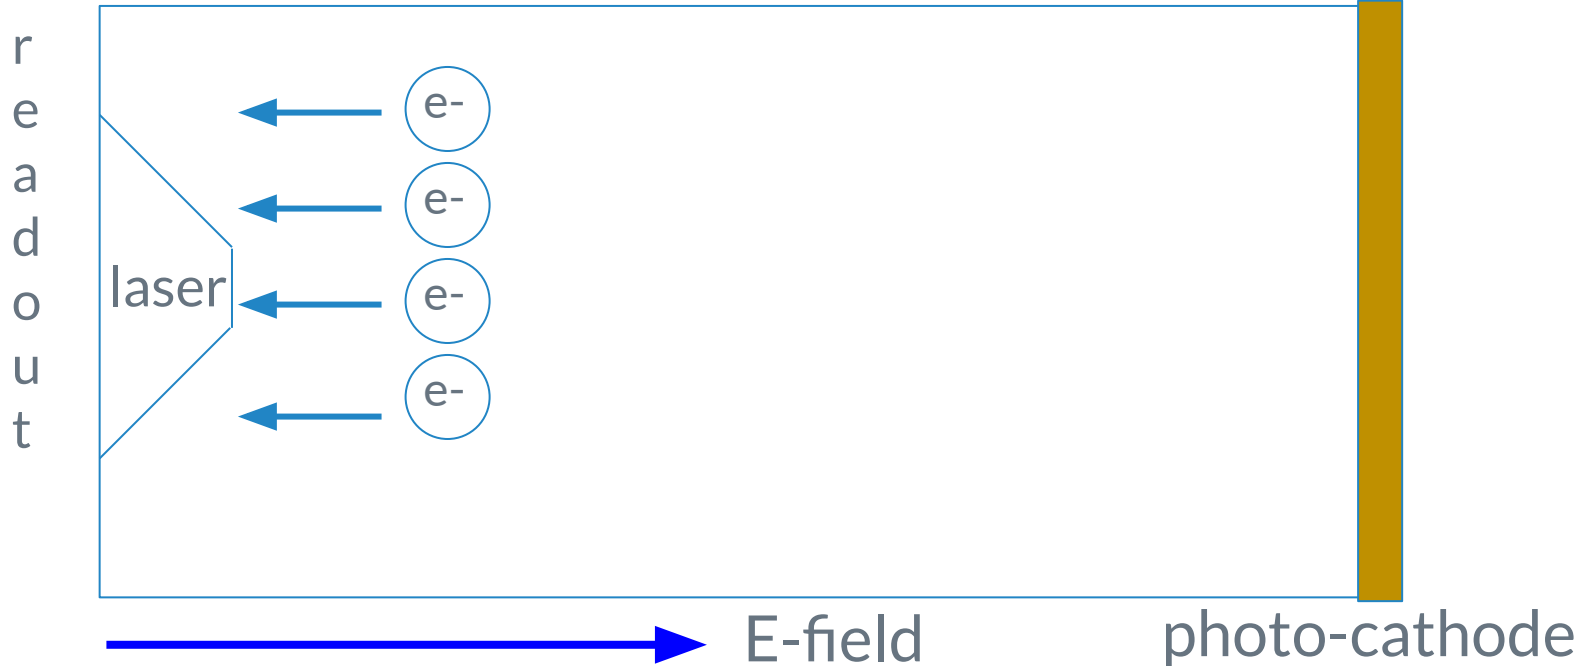 readout
e-
e-
e-
laser
e-
E-field
photo-cathode